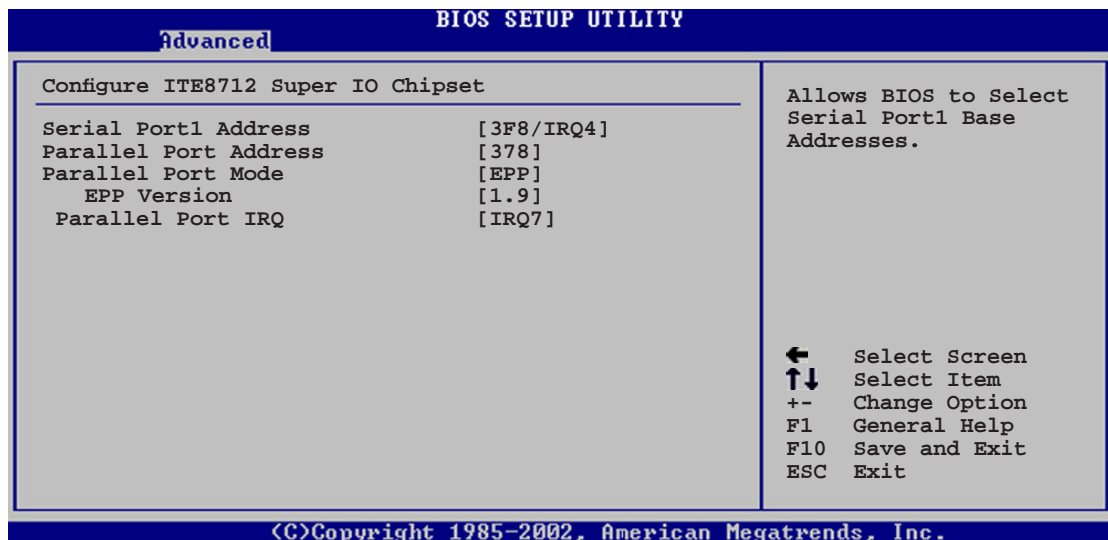 BIOS SETUP UTILITY
Advanced
Configure ITE8712 Super IO Chipset
Serial Port1 Address [3F8/IRQ4]
Parallel Port Address [378]
Parallel Port Mode [EPP]
EPP Version [1.9]
Parallel Port IRQ [IRQ7]
Allows BIOS to Select
Serial Port1 Base
Addresses.
← Select Screen
↑↓ Select Item
+- Change Option
F1 General Help
F10 Save and Exit
ESC Exit
(C)Copyright 1985-2002, American Megatrends, Inc.